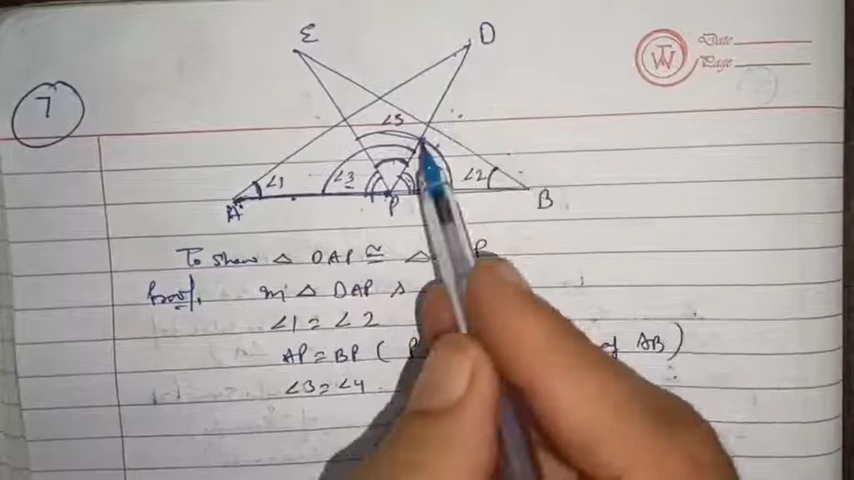 E
D
Date
Page
7
∠5
∠1
∠3
∠2
A
P
B
To show △ DAP ≅ △
Proof.
in △ DAP &
∠1 = ∠2
AP = BP ( P of AB)
∠3 = ∠4